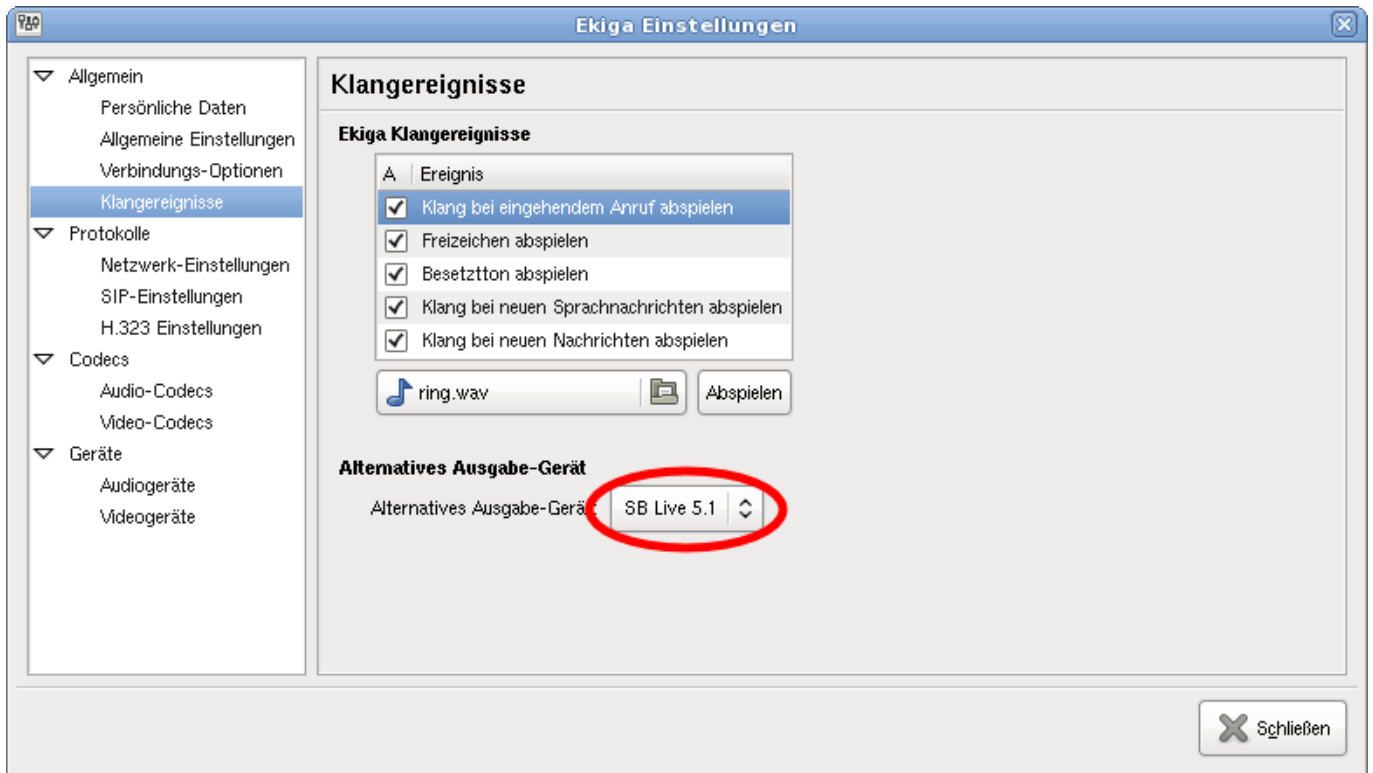 Ekiga Einstellungen
Allgemein
Persönliche Daten
Allgemeine Einstellungen
Verbindungs-Optionen
Klangereignisse
Protokolle
Netzwerk-Einstellungen
SIP-Einstellungen
H.323 Einstellungen
Codecs
Audio-Codecs
Video-Codecs
Geräte
Audiogeräte
Videogeräte
Klangereignisse
Ekiga Klangereignisse
A Ereignis
Klang bei eingehendem Anruf abspielen
Freizeichen abspielen
Besetztton abspielen
Klang bei neuen Sprachnachrichten abspielen
Klang bei neuen Nachrichten abspielen
ring.wav Abspielen
Alternatives Ausgabe-Gerät
Alternatives Ausgabe-Gerät: SB Live 5.1
Schließen